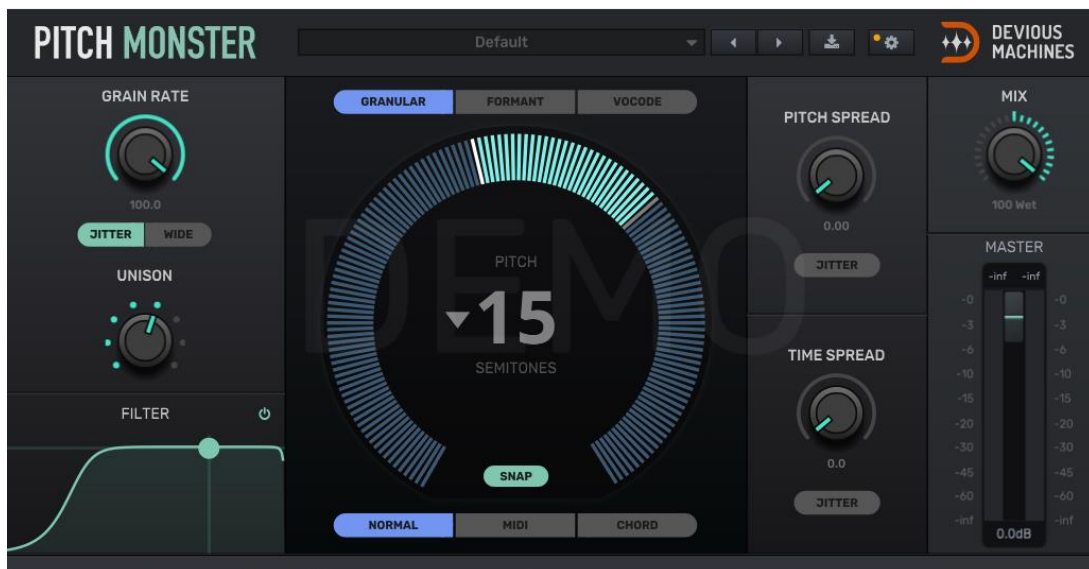 PITCH MONSTER
Default
DEVIOUS
MACHINES
GRAIN RATE
100.0
JITTER WIDE
UNISON
FILTER
GRANULAR FORMANT VOCODE
DEMO
PITCH
15
SEMITONES
SNAP
NORMAL MIDI CHORD
PITCH SPREAD
0.00
JITTER
TIME SPREAD
0.0
JITTER
MIX
100 Wet
MASTER
-inf -inf
-0 -0
-3 -3
-6 -6
-10 -10
-15 -15
-20 -20
-30 -30
-45 -45
-60 -60
-inf -inf
0.0dB